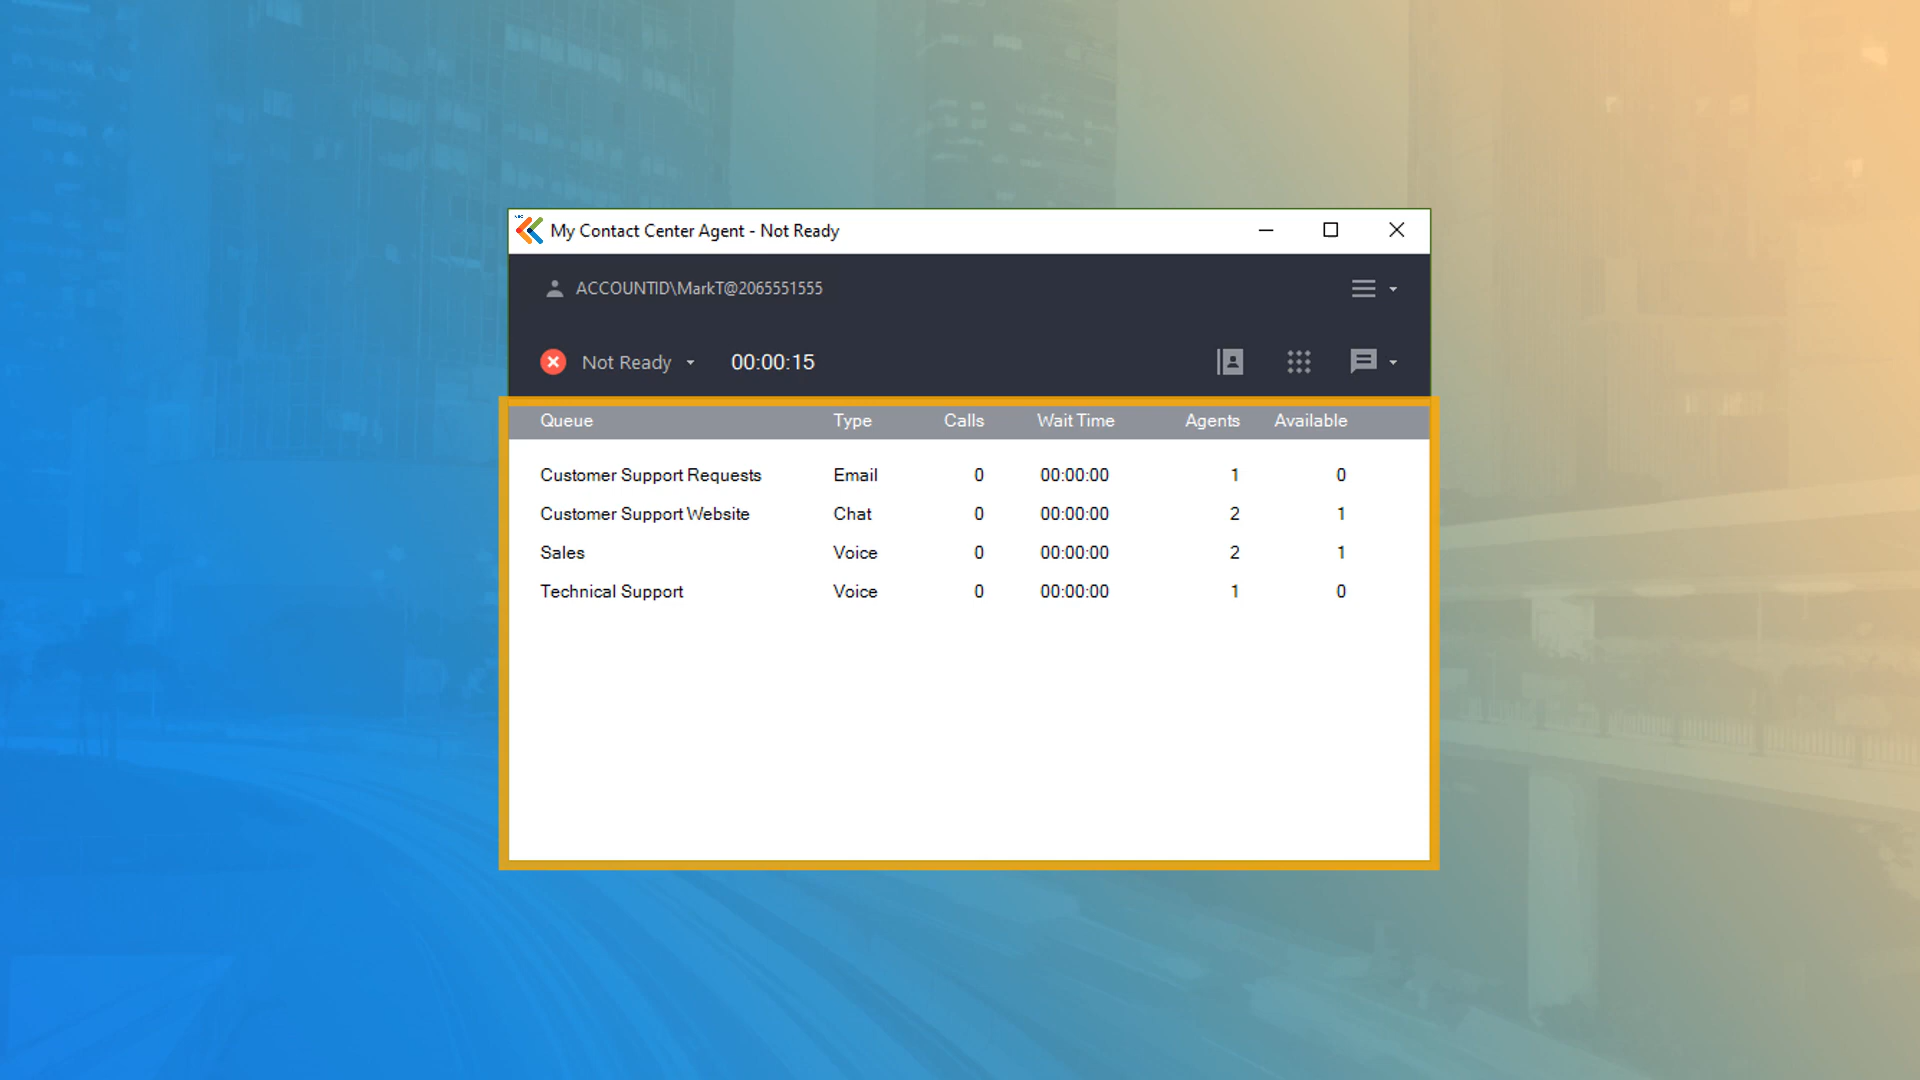 My Contact Center Agent - Not Ready
ACCOUNTID\MarkT@2065551555
Not Ready 00:00:15
Queue Type Calls Wait Time Agents Available
Customer Support Requests Email 0 00:00:00 1 0
Customer Support Website Chat 0 00:00:00 2 1
Sales Voice 0 00:00:00 2 1
Technical Support Voice 0 00:00:00 1 0